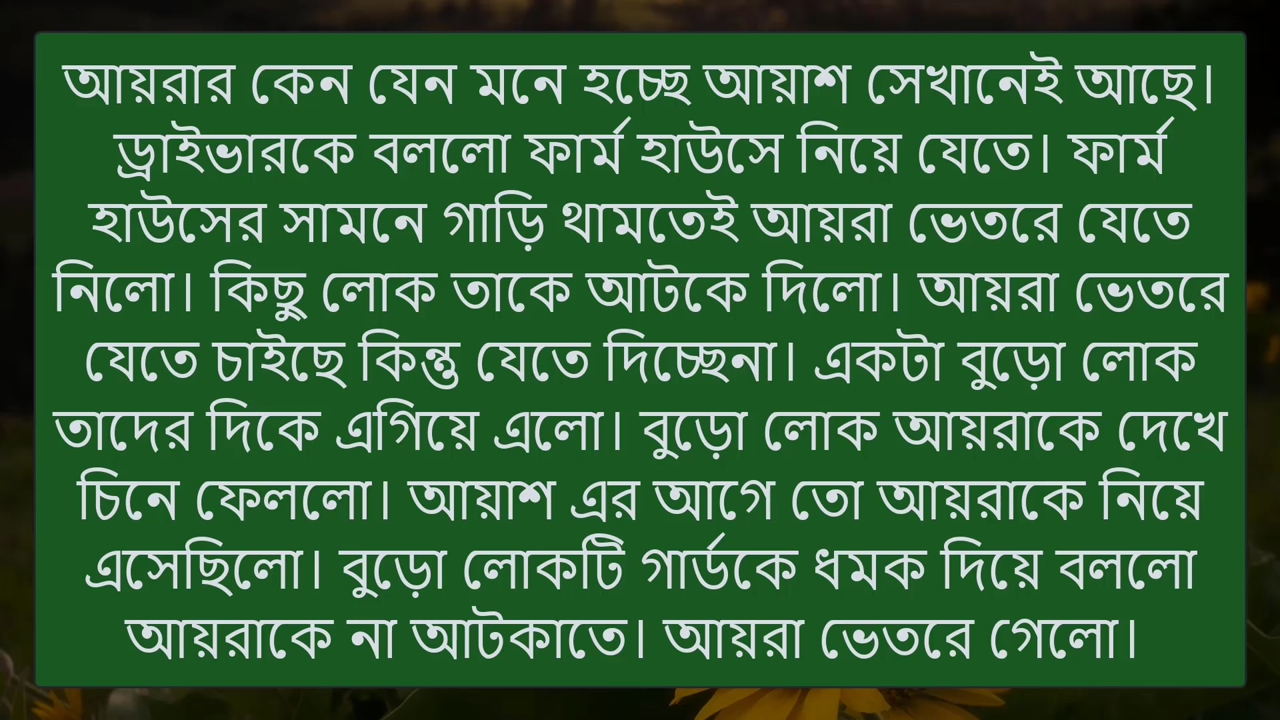 আয়রার কেন যেন মনে হচ্ছে আয়াশ সেখানেই আছে।
ড্রাইভারকে বললো ফার্ম হাউসে নিয়ে যেতে। ফার্ম
হাউসের সামনে গাড়ি থামতেই আয়রা ভেতরে যেতে
নিলো। কিছু লোক তাকে আটকে দিলো। আয়রা ভেতরে
যেতে চাইছে কিন্তু যেতে দিচ্ছেনা। একটা বুড়ো লোক
তাদের দিকে এগিয়ে এলো। বুড়ো লোক আয়রাকে দেখে
চিনে ফেললো। আয়াশ এর আগে তো আয়রাকে নিয়ে
এসেছিলো। বুড়ো লোকটি গার্ডকে ধমক দিয়ে বললো
আয়রাকে না আটকাতে। আয়রা ভেতরে গেলো।